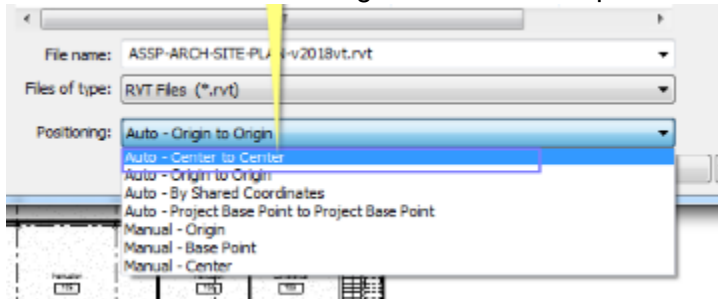 File name: ASSP-ARCH-SITE-PLAN-v2018vt.rvt
Files of type: RVT Files (*.rvt)
Positioning: Auto - Origin to Origin
Auto - Center to Center
Auto - Origin to Origin
Auto - By Shared Coordinates
Auto - Project Base Point to Project Base Point
Manual - Origin
Manual - Base Point
Manual - Center